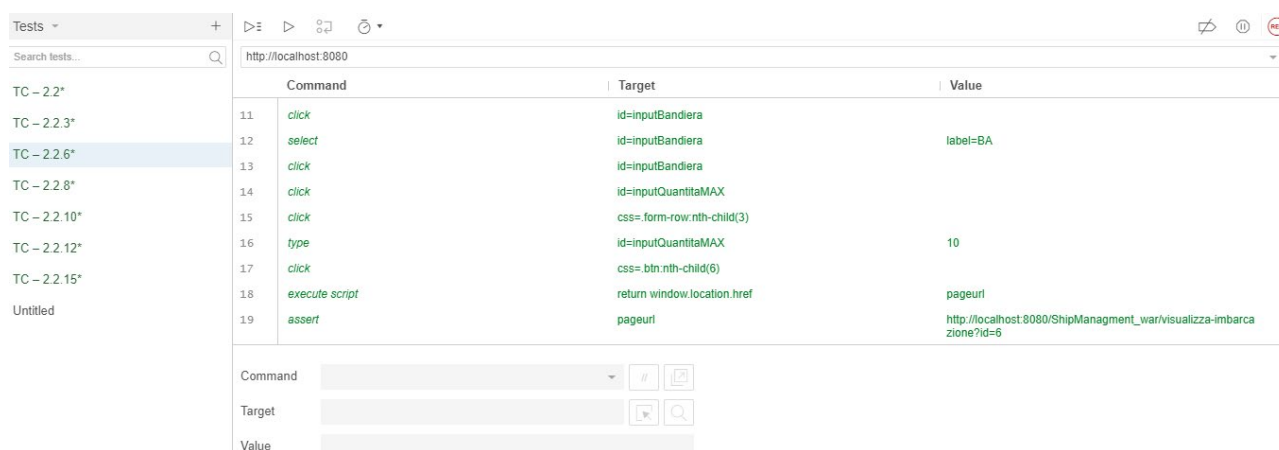 Tests
Search tests...
TC – 2.2*
TC – 2.2.3*
TC – 2.2.6*
TC – 2.2.8*
TC – 2.2.10*
TC – 2.2.12*
TC – 2.2.15*
Untitled
http://localhost:8080
Command Target Value
11 click id=inputBandiera
12 select id=inputBandiera label=BA
13 click id=inputBandiera
14 click id=inputQuantitaMAX
15 click css=.form-row:nth-child(3)
16 type id=inputQuantitaMAX 10
17 click css=.btn:nth-child(6)
18 execute script return window.location.href pageurl
19 assert pageurl http://localhost:8080/ShipManagment_war/visualizza-imbarca
zione?id=6
Command
//
Target
Value